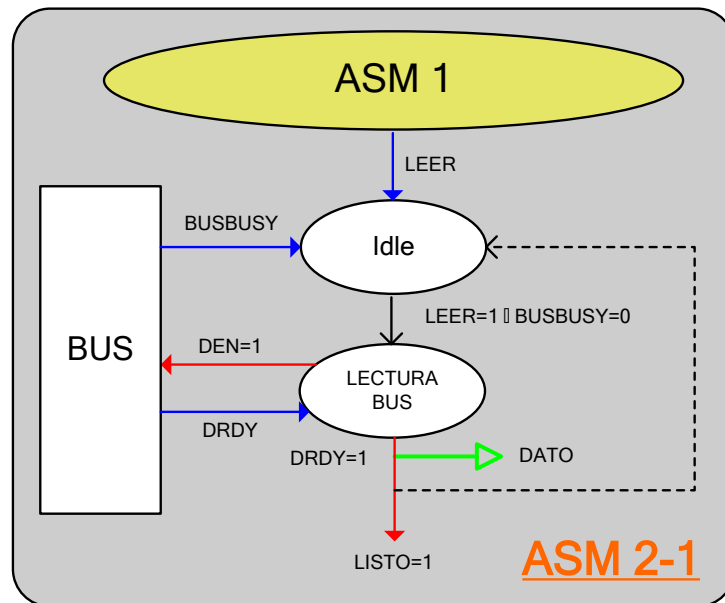 ASM 1
LEER
BUSBUSY
Idle
LEER=1 ▯ BUSBUSY=0
BUS
DEN=1
LECTURA
BUS
DRDY
DRDY=1
DATO
LISTO=1
ASM 2-1